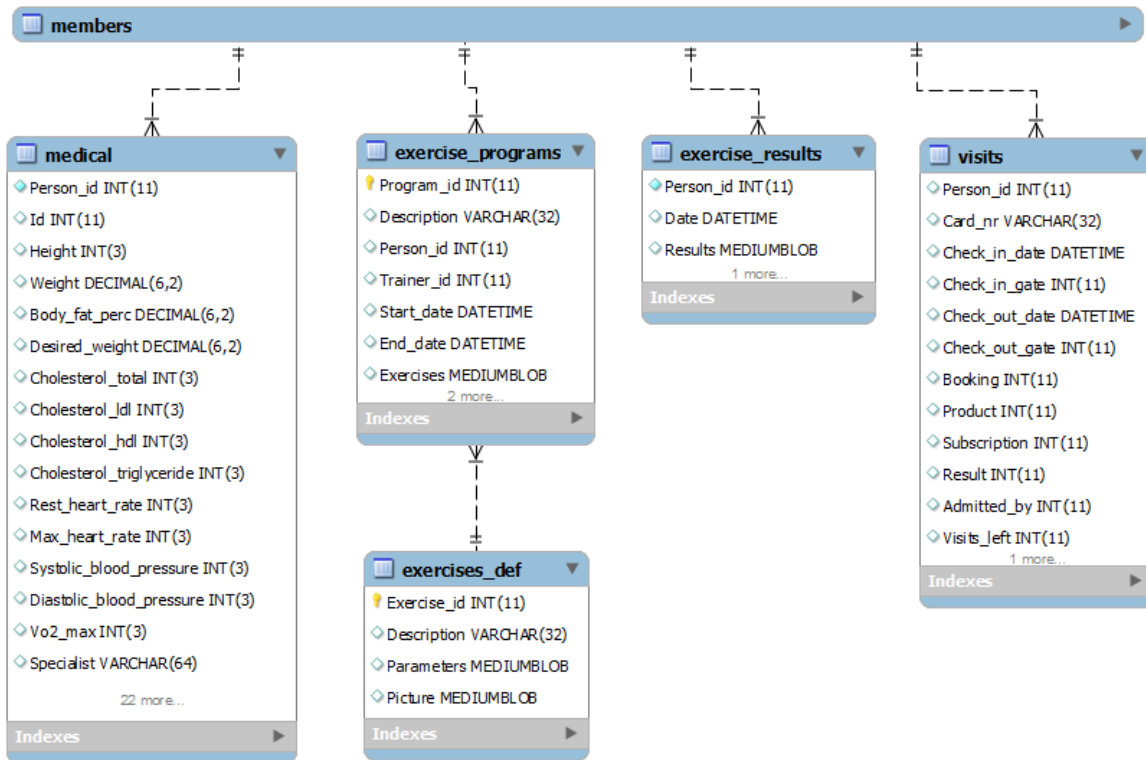 members
medical
Person_id INT(11)
Id INT(11)
Height INT(3)
Weight DECIMAL(6,2)
Body_fat_perc DECIMAL(6,2)
Desired_weight DECIMAL(6,2)
Cholesterol_total INT(3)
Cholesterol_ldl INT(3)
Cholesterol_hdl INT(3)
Cholesterol_triglyceride INT(3)
Rest_heart_rate INT(3)
Max_heart_rate INT(3)
Systolic_blood_pressure INT(3)
Diastolic_blood_pressure INT(3)
Vo2_max INT(3)
Specialist VARCHAR(64)
22 more...
Indexes
exercise_programs
Program_id INT(11)
Description VARCHAR(32)
Person_id INT(11)
Trainer_id INT(11)
Start_date DATETIME
End_date DATETIME
Exercises MEDIUMBLOB
2 more...
Indexes
exercises_def
Exercise_id INT(11)
Description VARCHAR(32)
Parameters MEDIUMBLOB
Picture MEDIUMBLOB
Indexes
exercise_results
Person_id INT(11)
Date DATETIME
Results MEDIUMBLOB
1 more...
Indexes
visits
Person_id INT(11)
Card_nr VARCHAR(32)
Check_in_date DATETIME
Check_in_gate INT(11)
Check_out_date DATETIME
Check_out_gate INT(11)
Booking INT(11)
Product INT(11)
Subscription INT(11)
Result INT(11)
Admitted_by INT(11)
Visits_left INT(11)
1 more...
Indexes